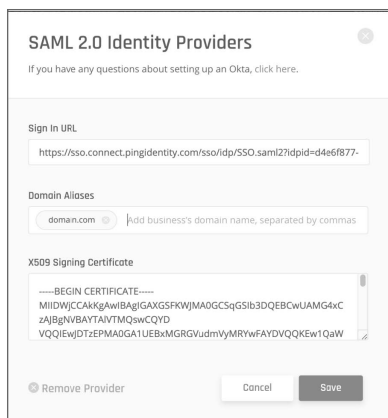 SAML 2.0 Identity Providers
If you have any questions about setting up an Okta, click here.
Sign In URL
https://sso.connect.pingidentity.com/sso/idp/SSO.saml2?idpid=d4e6f877-
Domain Aliases
domain.com Add business's domain name, separated by commas
X509 Signing Certificate
-----BEGIN CERTIFICATE-----
MIIDWjCCAkKgAwIBAgIGAXGSFKWJMA0GCSqGSIb3DQEBCwUAMG4xC
zAJBgNVBAYTAlVTMQswCQYD
VQQIEwJDTzEPMA0GA1UEBxMGRGVudmVyMRYwFAYDVQQKEw1QaW
Remove Provider
Cancel
Save